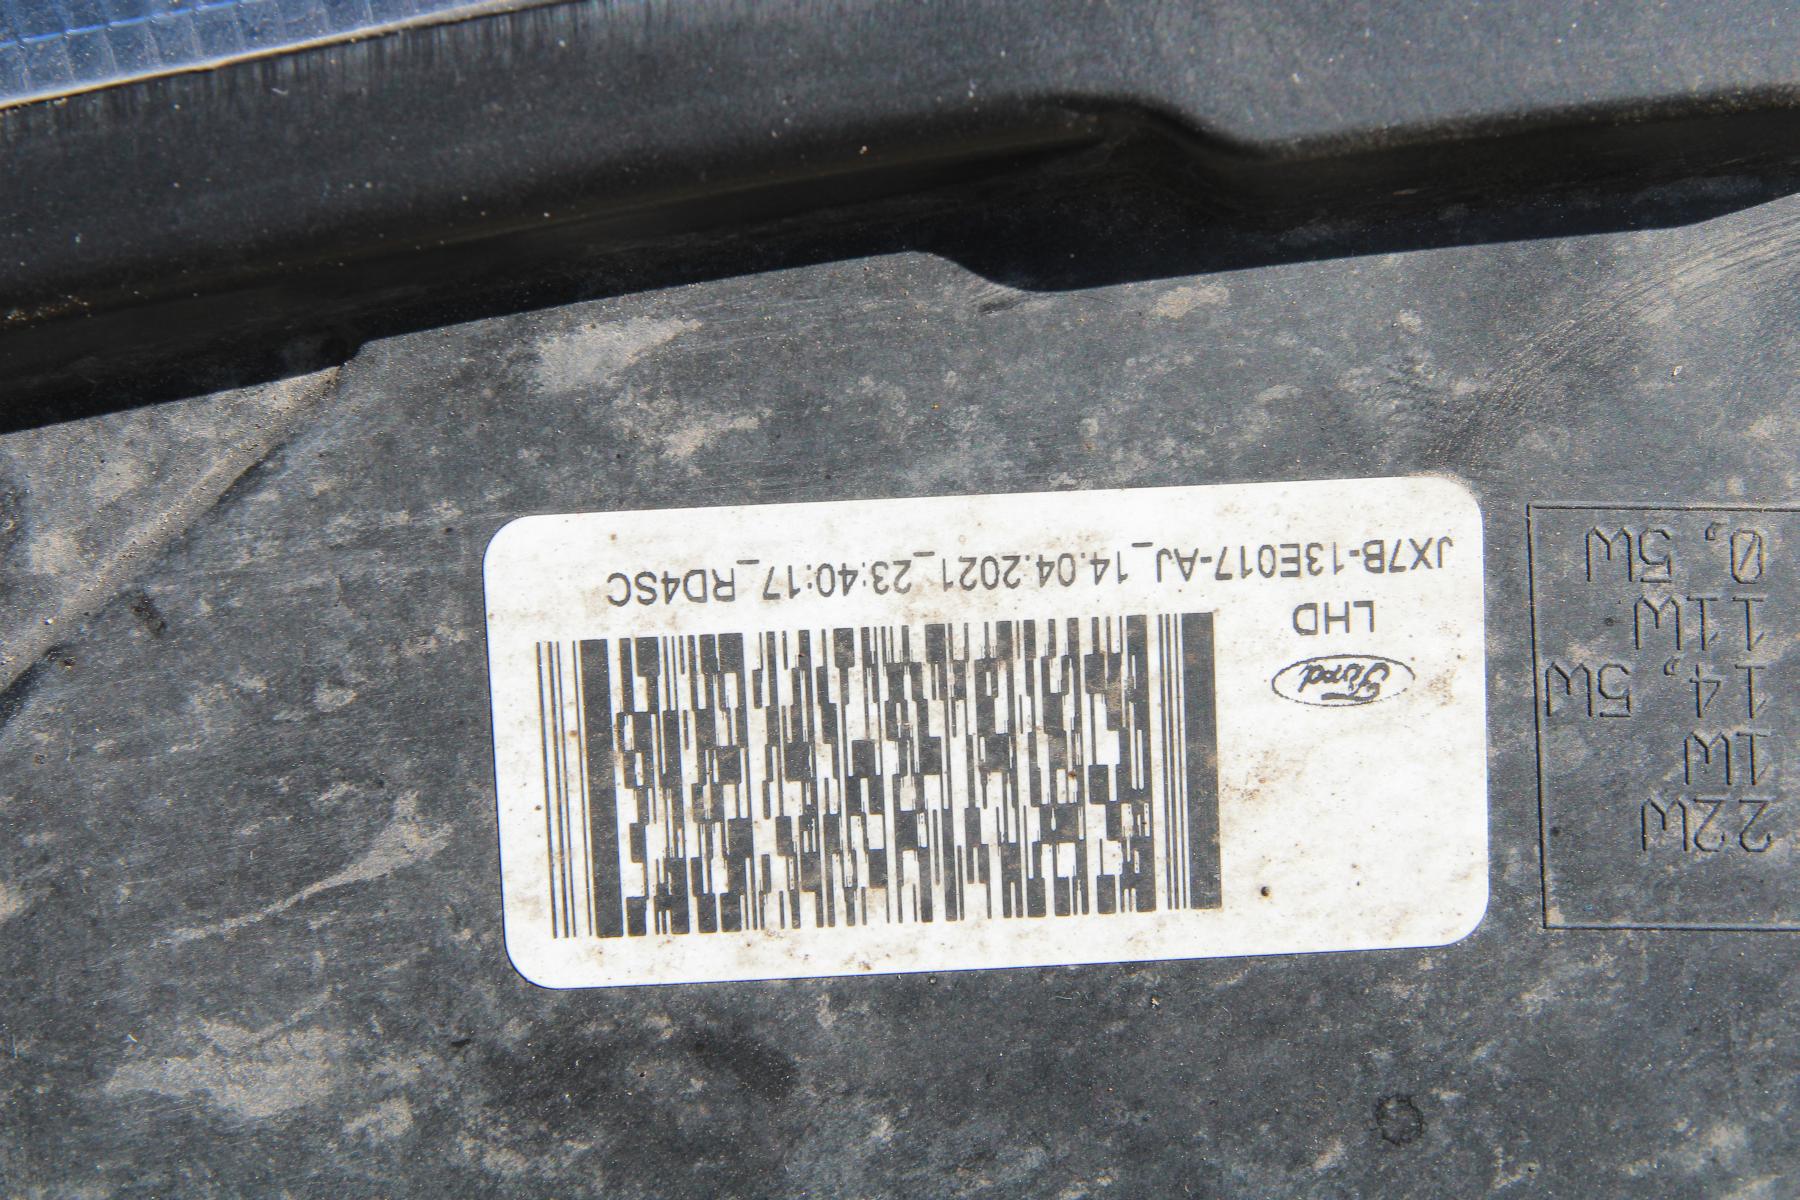 JX7B-13E017-AJ_14.04.2021_23:40:17_RD4SC
LHD
Ford
22W
1W
14,5W
11W
0,5W